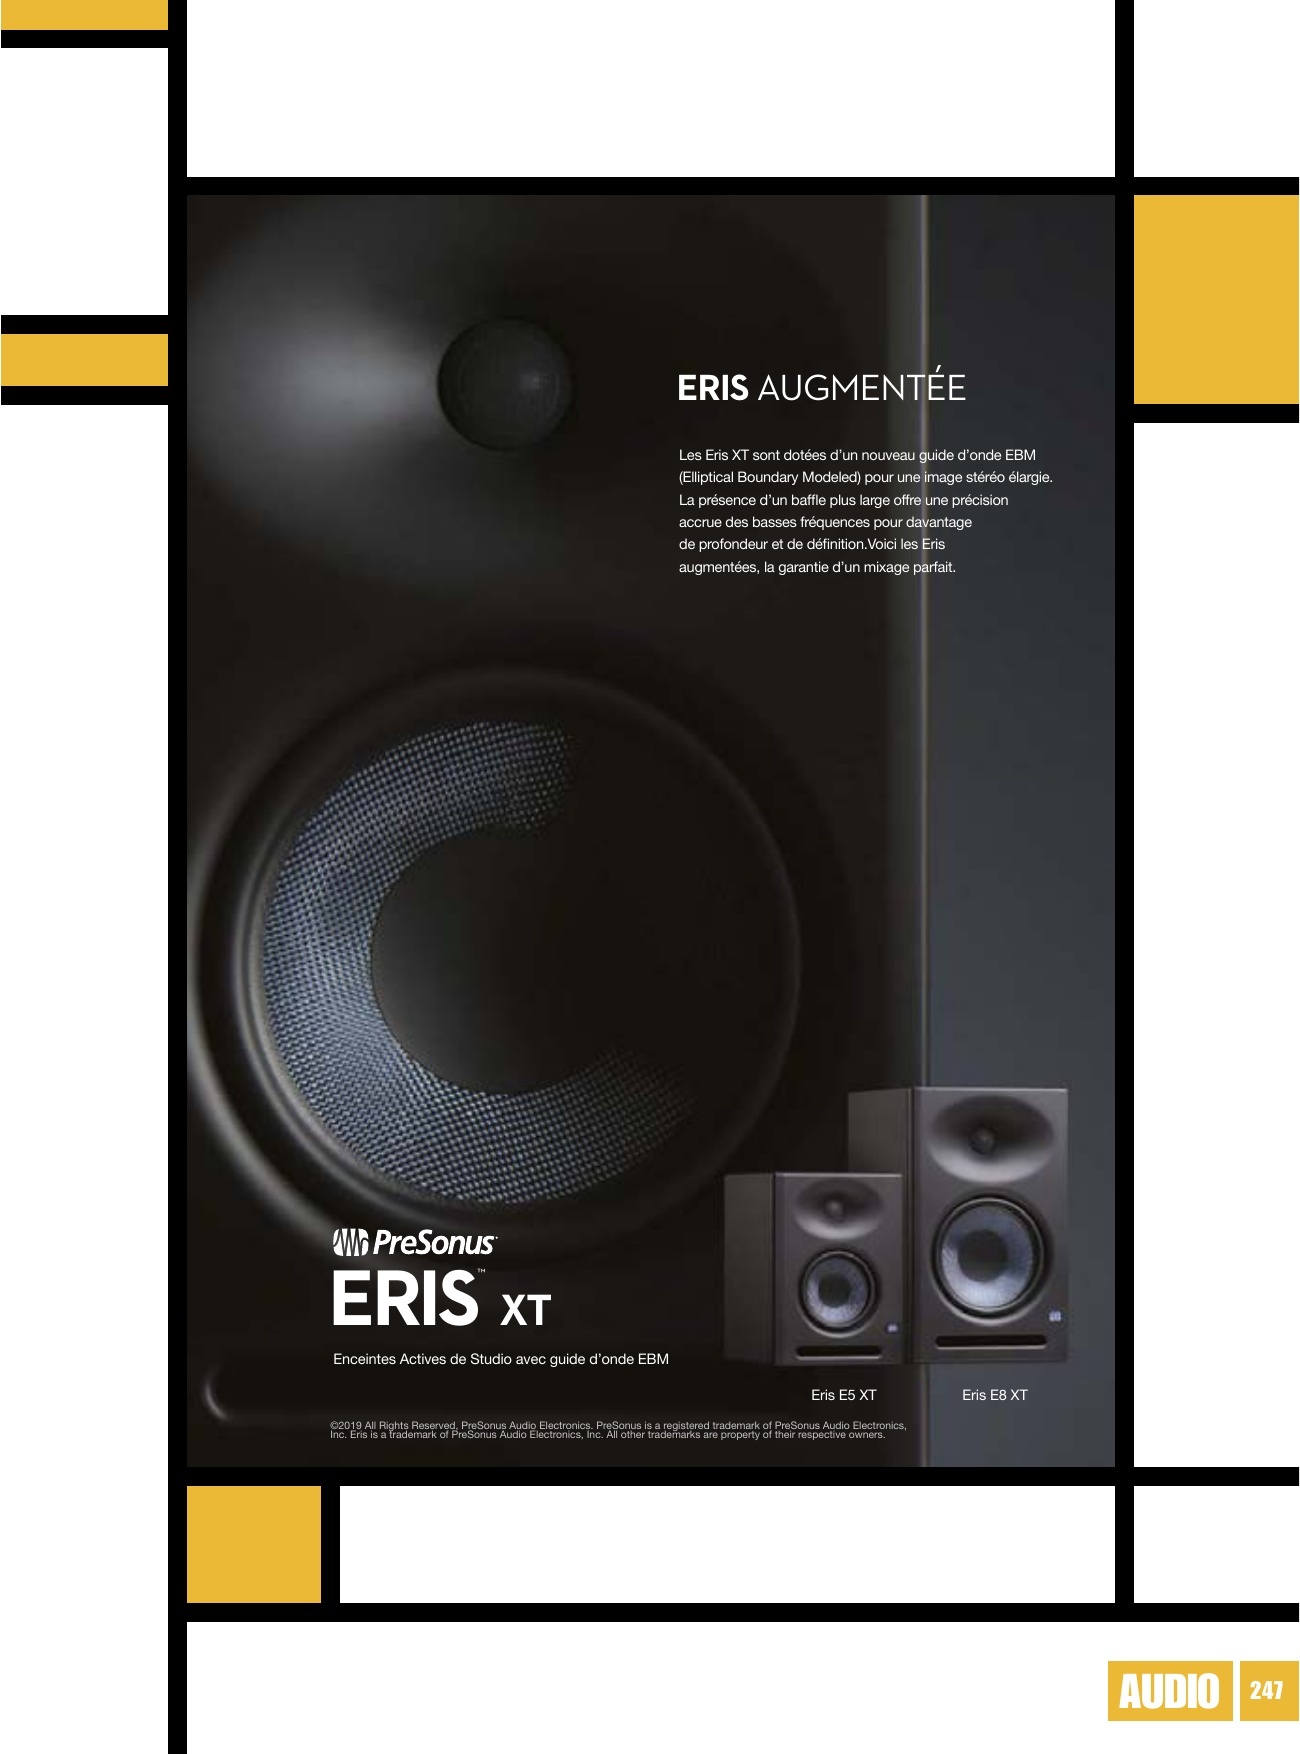 ERIS AUGMENTÉE
Les Eris XT sont dotées d’un nouveau guide d’onde EBM
(Elliptical Boundary Modeled) pour une image stéréo élargie.
La présence d’un baffle plus large offre une précision
accrue des basses fréquences pour davantage
de profondeur et de définition.Voici les Eris
augmentées, la garantie d’un mixage parfait.
PreSonus
ERIS™ XT
Enceintes Actives de Studio avec guide d’onde EBM
Eris E5 XT
Eris E8 XT
©2019 All Rights Reserved, PreSonus Audio Electronics. PreSonus is a registered trademark of PreSonus Audio Electronics,
Inc. Eris is a trademark of PreSonus Audio Electronics, Inc. All other trademarks are property of their respective owners.
AUDIO
247